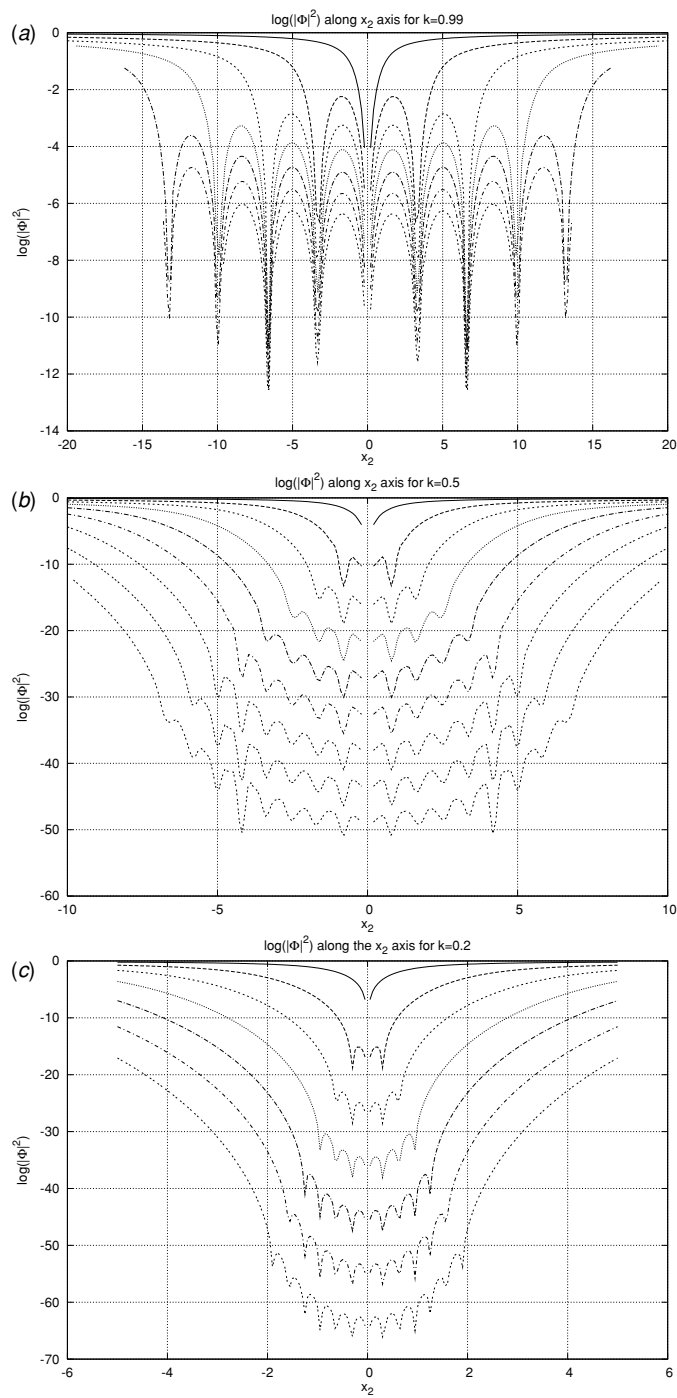 (a)
log(|Φ|²) along x₂ axis for k=0.99
0
-2
-4
-6
-8
-10
-12
-14
log(|Φ|²)
-20 -15 -10 -5 0 5 10 15 20
x₂
(b)
log(|Φ|²) along x₂ axis for k=0.5
0
-10
-20
-30
-40
-50
-60
log(|Φ|²)
-10 -5 0 5 10
x₂
(c)
log(|Φ|²) along the x₂ axis for k=0.2
0
-10
-20
-30
-40
-50
-60
-70
log(|Φ|²)
-6 -4 -2 0 2 4 6
x₂